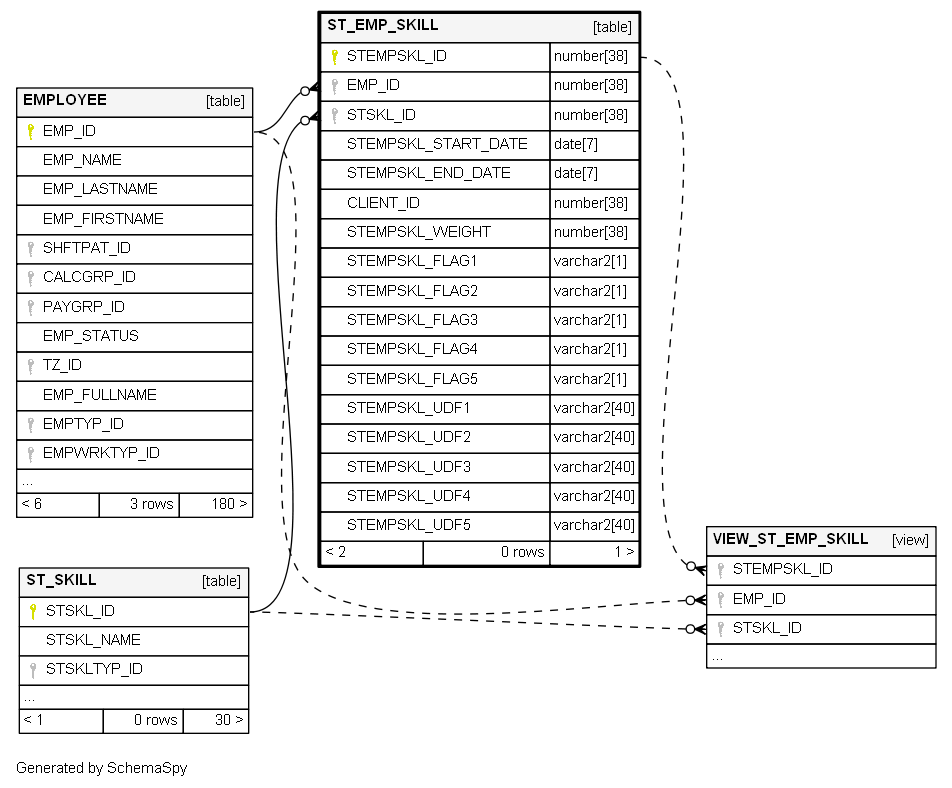 ST_EMP_SKILL [table]
STEMPSKL_ID number[38]
EMP_ID number[38]
STSKL_ID number[38]
STEMPSKL_START_DATE date[7]
STEMPSKL_END_DATE date[7]
CLIENT_ID number[38]
STEMPSKL_WEIGHT number[38]
STEMPSKL_FLAG1 varchar2[1]
STEMPSKL_FLAG2 varchar2[1]
STEMPSKL_FLAG3 varchar2[1]
STEMPSKL_FLAG4 varchar2[1]
STEMPSKL_FLAG5 varchar2[1]
STEMPSKL_UDF1 varchar2[40]
STEMPSKL_UDF2 varchar2[40]
STEMPSKL_UDF3 varchar2[40]
STEMPSKL_UDF4 varchar2[40]
STEMPSKL_UDF5 varchar2[40]
< 2 0 rows 1 >
EMPLOYEE [table]
EMP_ID
EMP_NAME
EMP_LASTNAME
EMP_FIRSTNAME
SHFTPAT_ID
CALCGRP_ID
PAYGRP_ID
EMP_STATUS
TZ_ID
EMP_FULLNAME
EMPTYP_ID
EMPWRKTYP_ID
...
< 6 3 rows 180 >
ST_SKILL [table]
STSKL_ID
STSKL_NAME
STSKLTYP_ID
...
< 1 0 rows 30 >
VIEW_ST_EMP_SKILL [view]
STEMPSKL_ID
EMP_ID
STSKL_ID
...
Generated by SchemaSpy